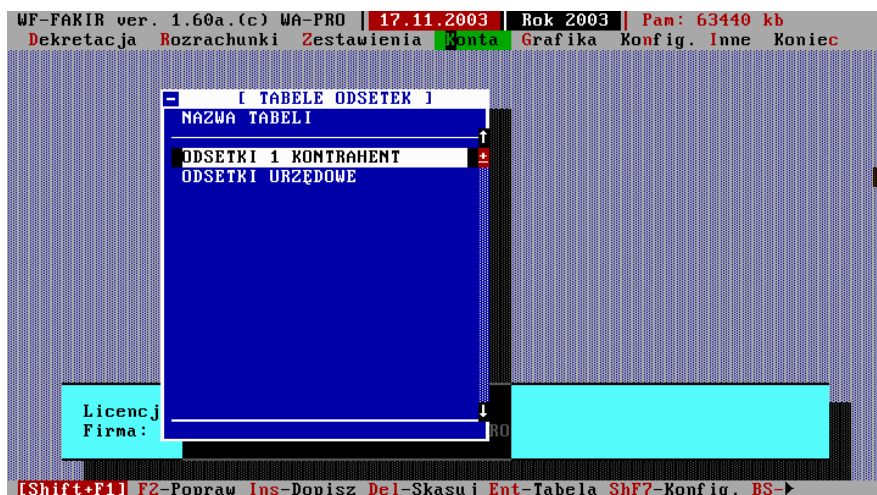 WF-FAKIR ver. 1.60a.(c) WA-PRO | 17.11.2003 | Rok 2003 | Pam: 63440 kb
Dekretacja Rozrachunki Zestawienia Konta Grafika Konfig. Inne Koniec
[ TABELE ODSETEK ]
NAZWA TABELI
ODSETKI 1 KONTRAHENT
ODSETKI URZĘDOWE
Licencj
Firma: RO
[Shift+F1] F2-Popraw Ins-Dopisz Del-Skasuj Ent-Tabela ShF7-Konfig. BS-